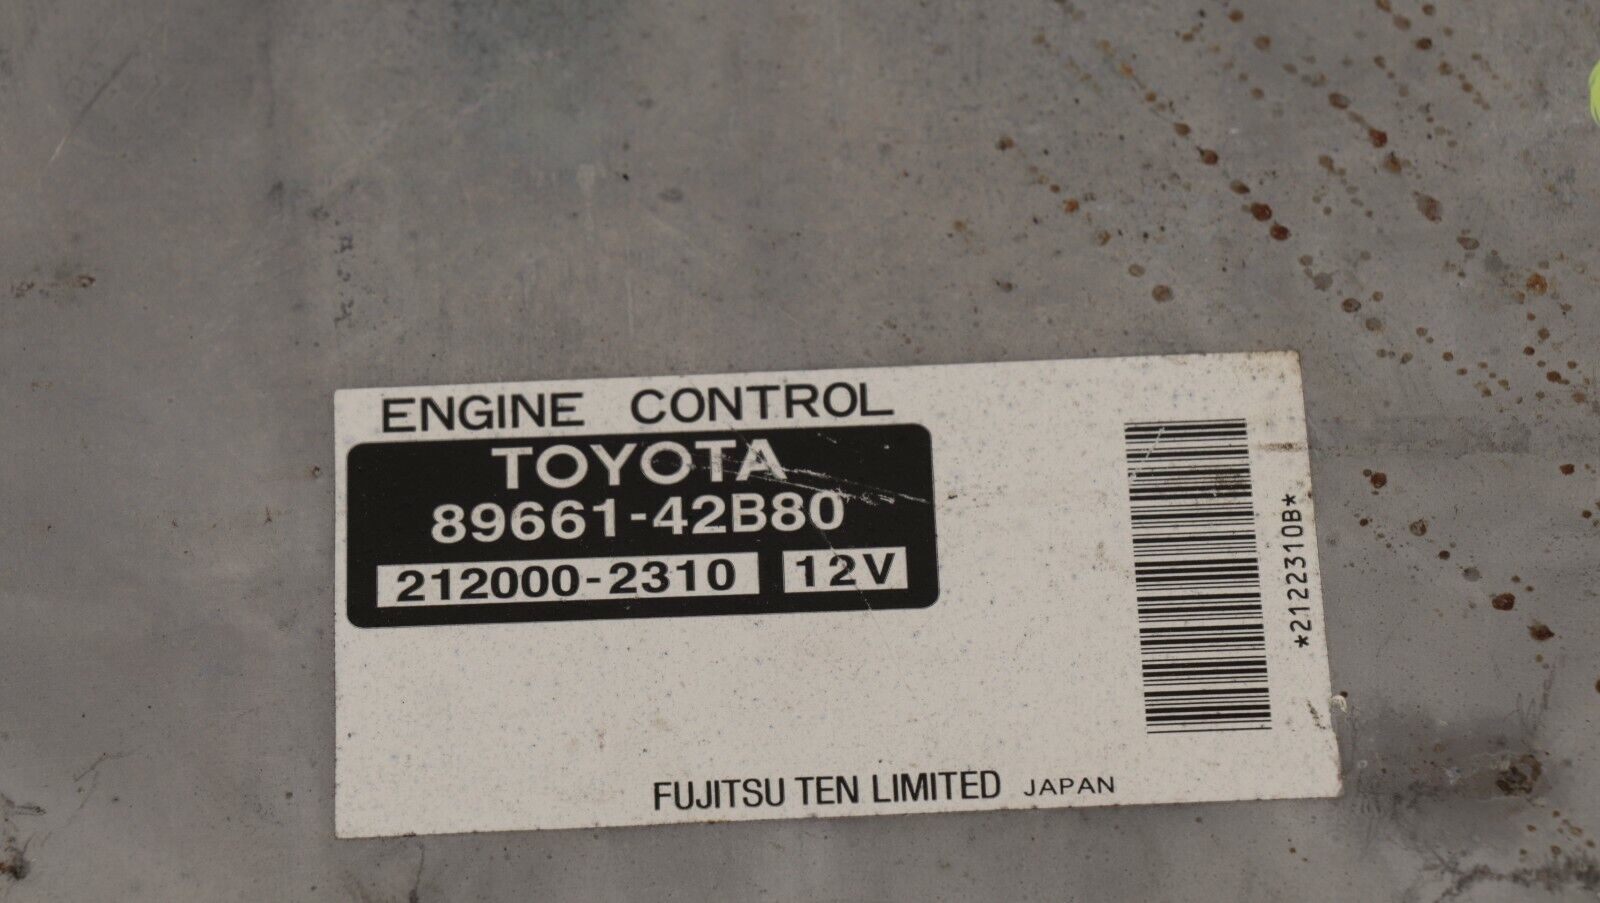 ENGINE CONTROL
TOYOTA
89661-42B80
212000-2310 12V
*2122310B*
FUJITSU TEN LIMITED JAPAN